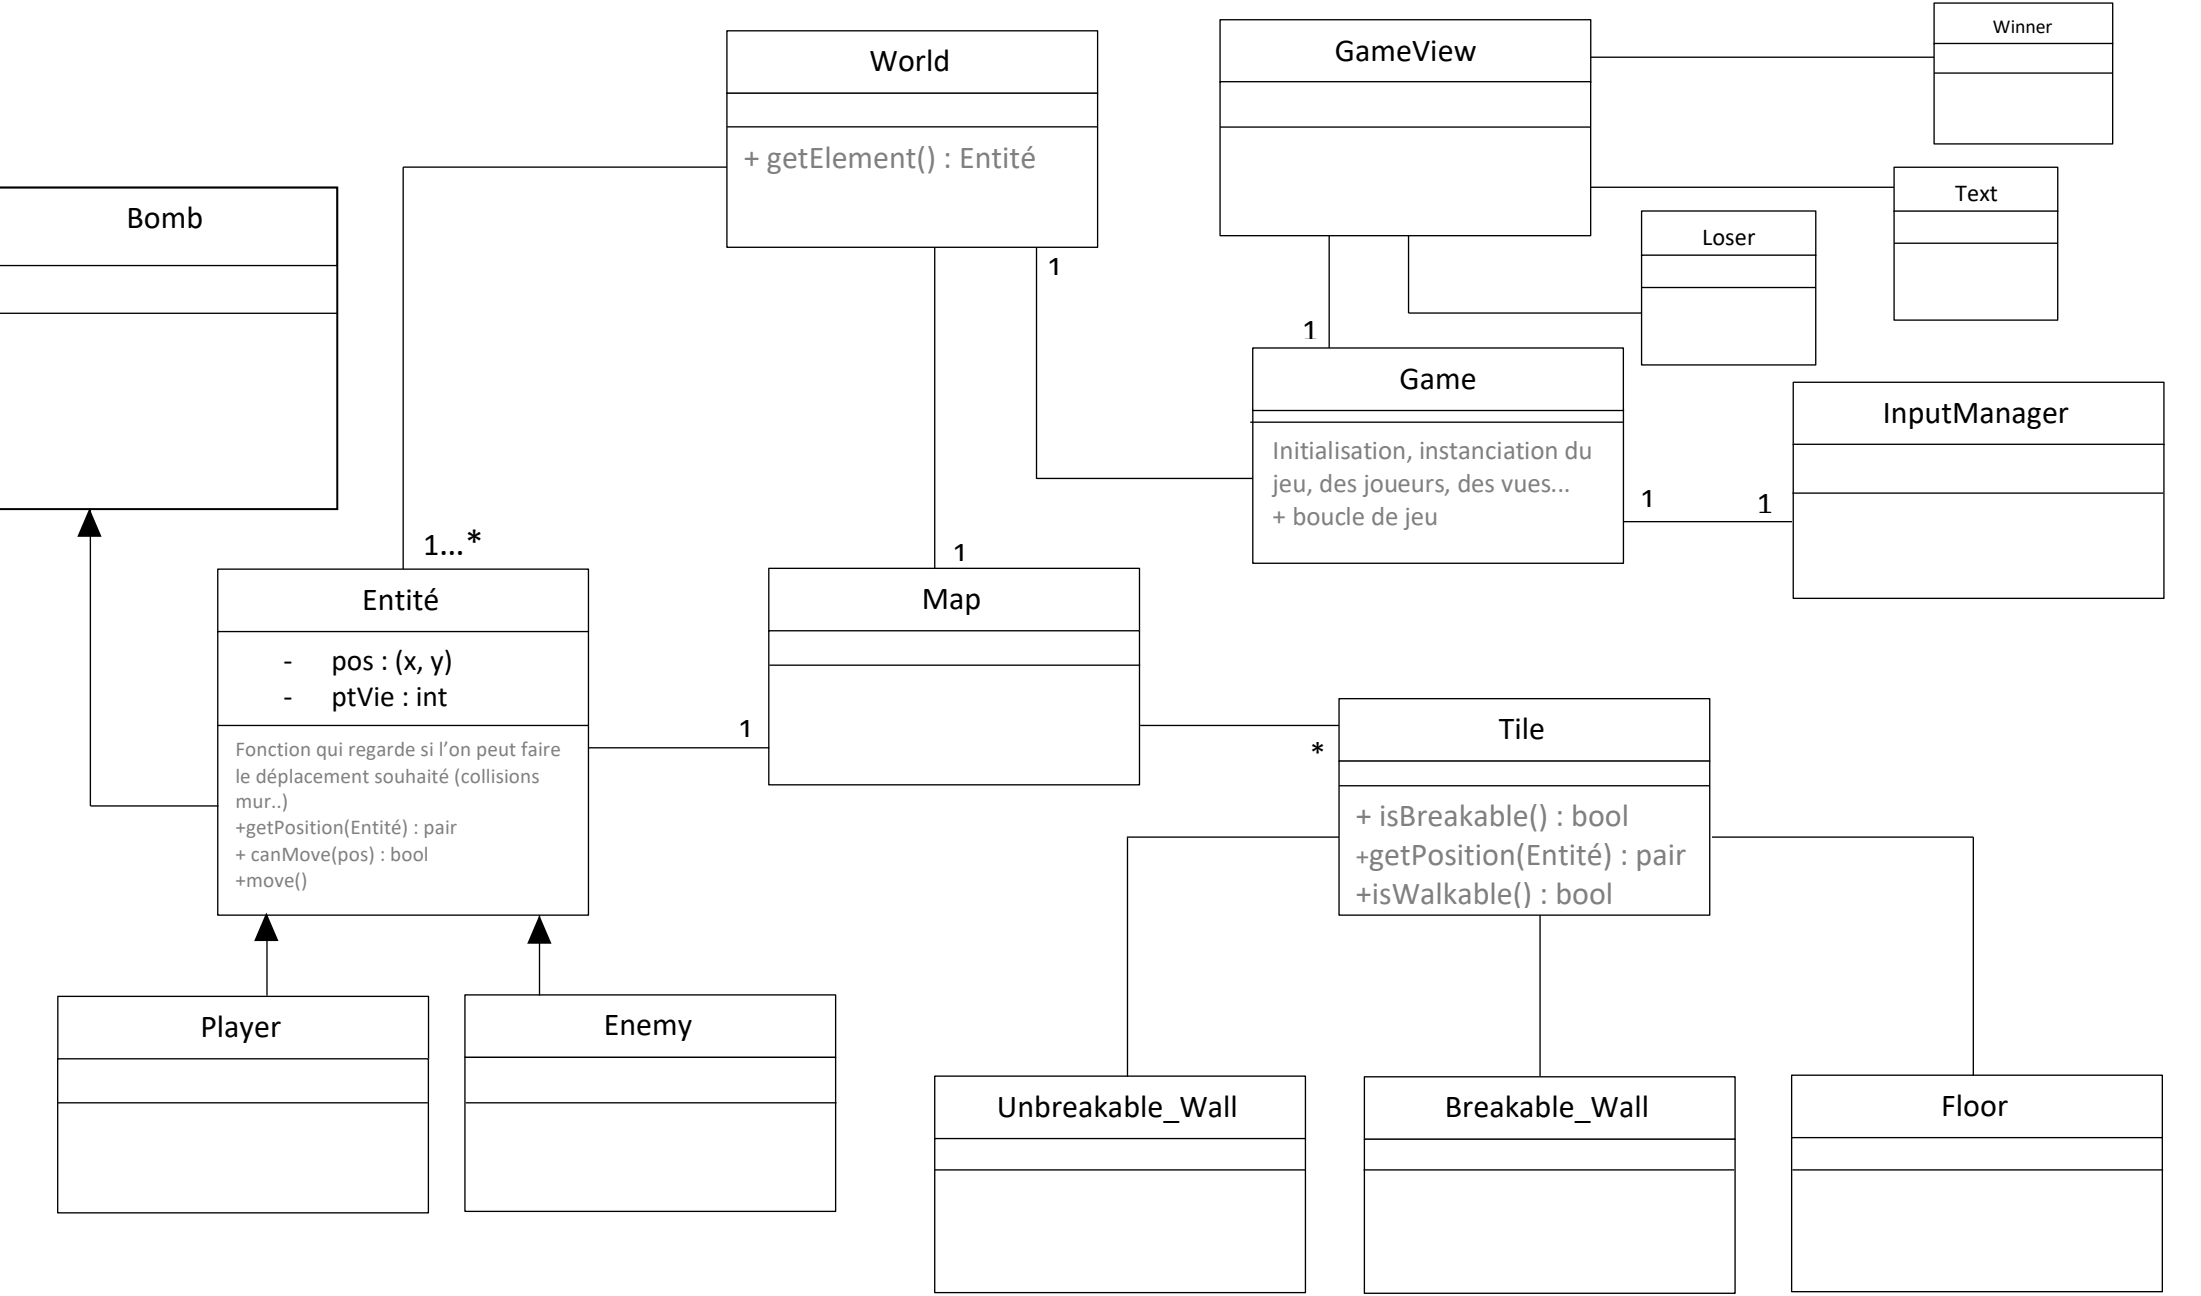 Winner
GameView
World
+ getElement() : Entité
Text
Bomb
Loser
1
1
Game
InputManager
Initialisation, instanciation du
jeu, des joueurs, des vues...
+ boucle de jeu
1
1
1...*
1
Entité
Map
- pos : (x, y)
- ptVie : int
1
Tile
*
Fonction qui regarde si l’on peut faire
le déplacement souhaité (collisions
mur..)
+getPosition(Entité) : pair
+ canMove(pos) : bool
+move()
+ isBreakable() : bool
+getPosition(Entité) : pair
+isWalkable() : bool
Player
Enemy
Unbreakable_Wall
Breakable_Wall
Floor